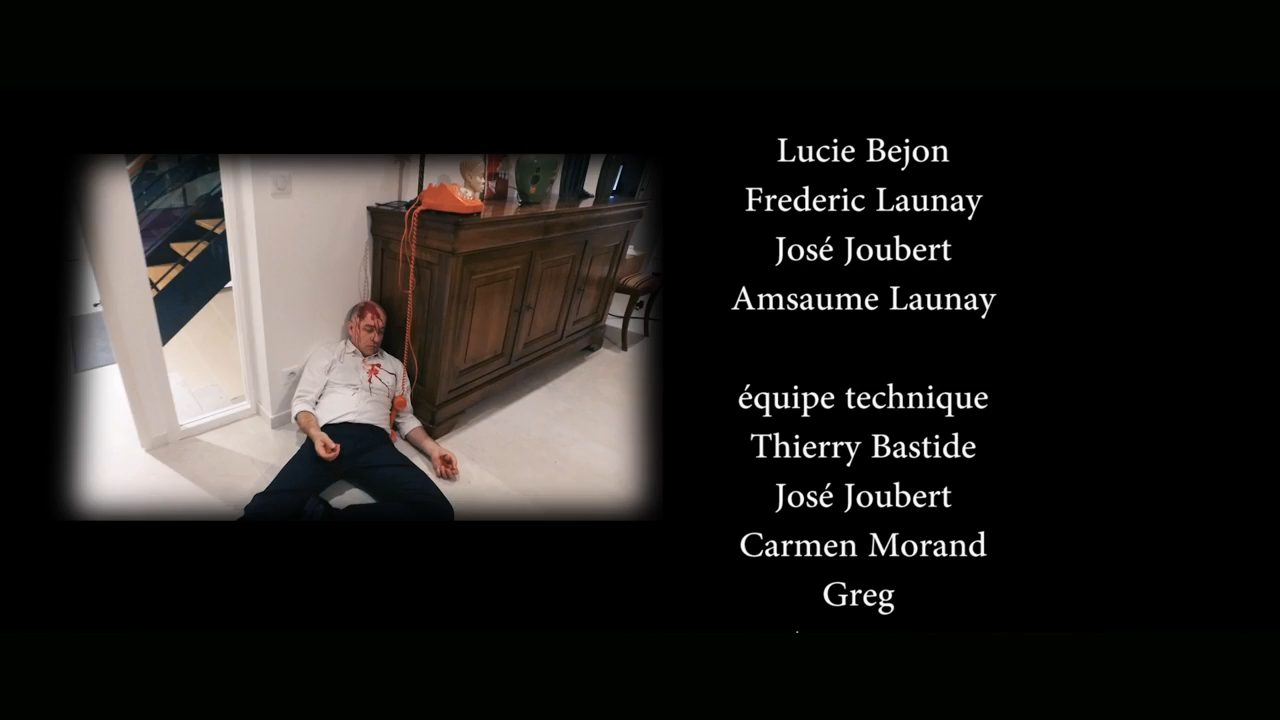 Lucie Bejon
Frederic Launay
José Joubert
Amsaume Launay
équipe technique
Thierry Bastide
José Joubert
Carmen Morand
Greg